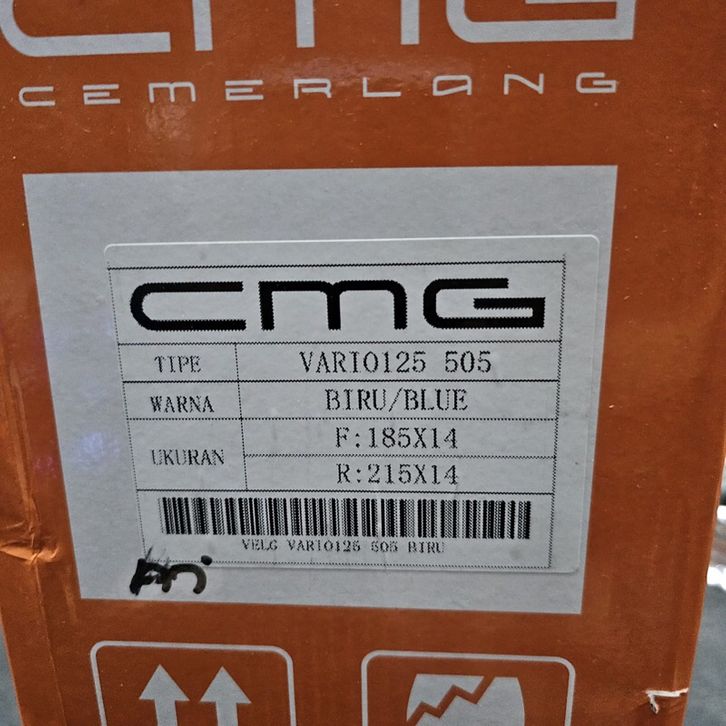 CMG
CEMERLANG
CMG
TIPE VARIO125 505
WARNA BIRU/BLUE
UKURAN F:185X14
R:215X14
VELG VARIO125 505 BIRU